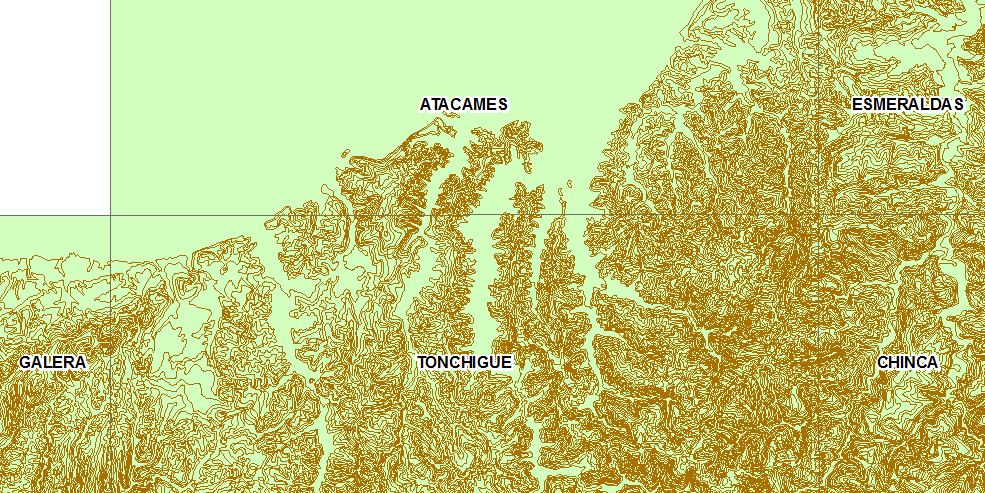 ATACAMES
ESMERALDAS
GALERA
TONCHIGUE
CHINCA